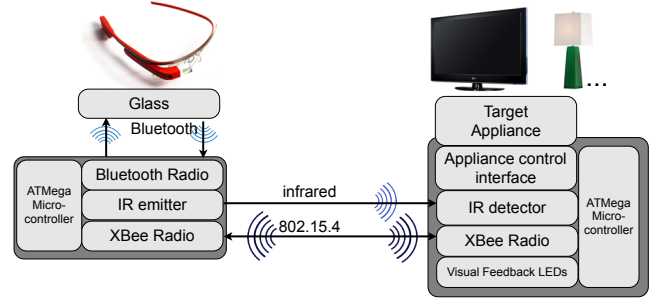 Glass
Bluetooth
ATMega
Micro-
controller
Bluetooth Radio
IR emitter
XBee Radio
infrared
802.15.4
...
Target
Appliance
Appliance control
interface
IR detector
XBee Radio
Visual Feedback LEDs
ATMega
Micro-
controller